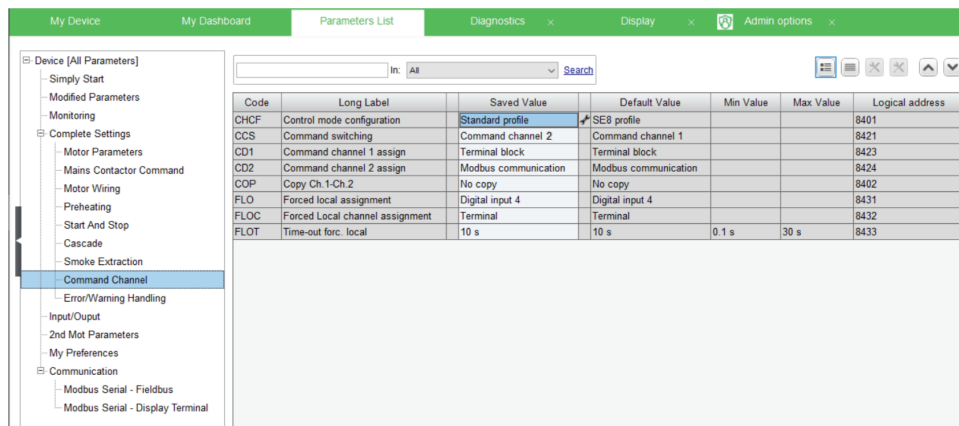 My Device My Dashboard Parameters List Diagnostics × Display × Admin options ×
Device [All Parameters]
Simply Start
Modified Parameters
Monitoring
Complete Settings
Motor Parameters
Mains Contactor Command
Motor Wiring
Preheating
Start And Stop
Cascade
Smoke Extraction
Command Channel
Error/Warning Handling
Input/Ouput
2nd Mot Parameters
My Preferences
Communication
Modbus Serial - Fieldbus
Modbus Serial - Display Terminal
In: All Search
Code Long Label Saved Value Default Value Min Value Max Value Logical address
CHCF Control mode configuration Standard profile SE8 profile 8401
CCS Command switching Command channel 2 Command channel 1 8421
CD1 Command channel 1 assign Terminal block Terminal block 8423
CD2 Command channel 2 assign Modbus communication Modbus communication 8424
COP Copy Ch.1-Ch.2 No copy No copy 8402
FLO Forced local assignment Digital input 4 Digital input 4 8431
FLOC Forced Local channel assignment Terminal Terminal 8432
FLOT Time-out forc. local 10 s 10 s 0.1 s 30 s 8433